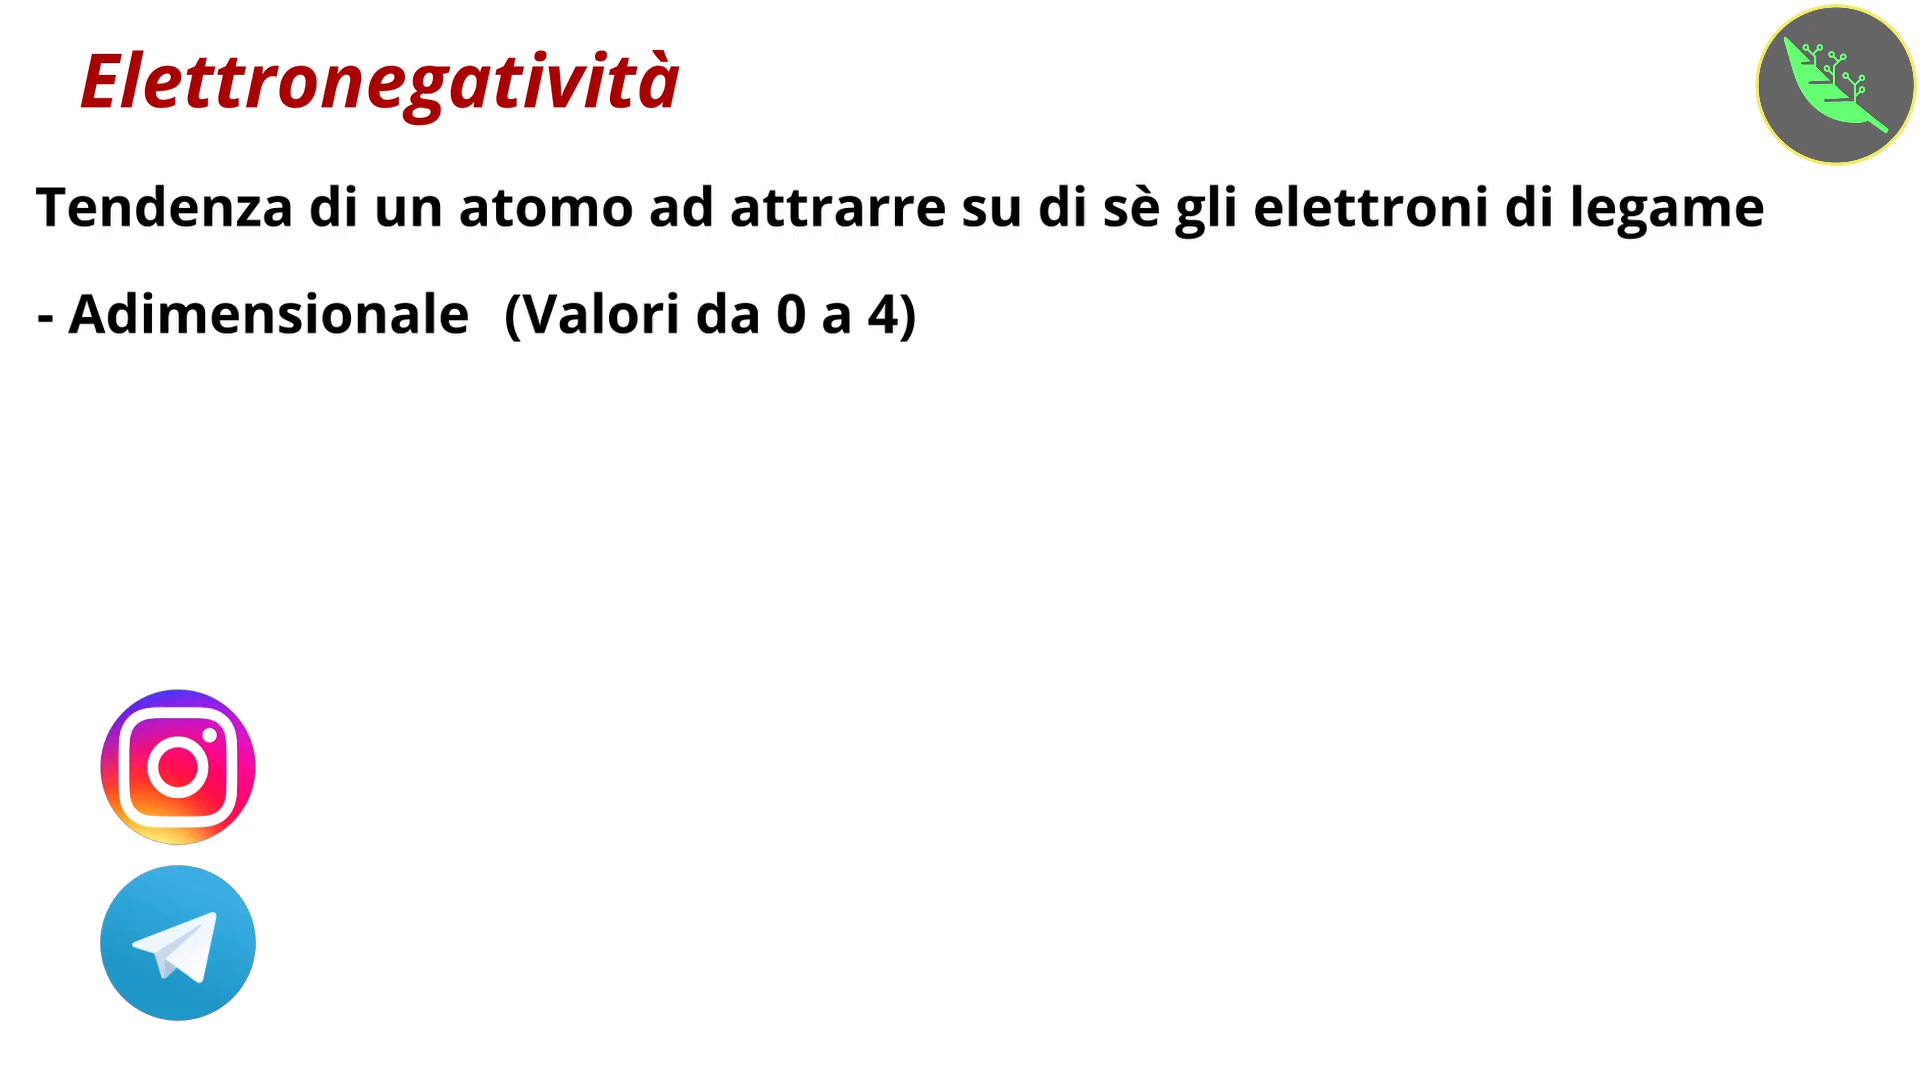 Elettronegatività
Tendenza di un atomo ad attrarre su di sè gli elettroni di legame
- Adimensionale (Valori da 0 a 4)